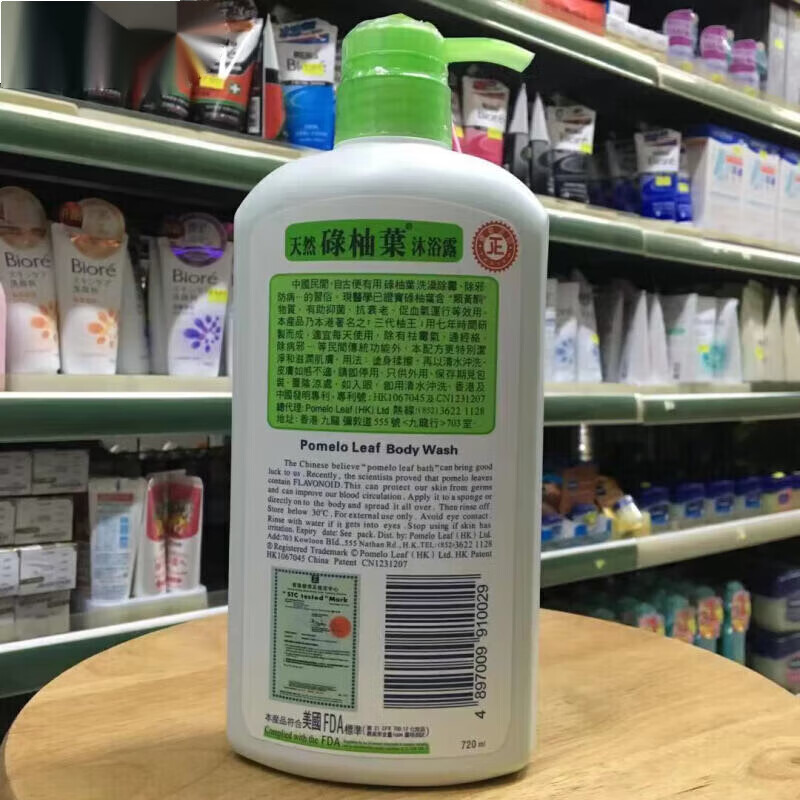 天然 碌柚葉® 沐浴露
正
中國民間，自古便有用 碌柚葉 洗澡除霉，除邪
防病…的習俗。現醫學已證實碌柚葉含"類黃酮"
物質，有助抑菌，抗衰老，促血氣運行等效用。
本產品乃本港著名之"三代柚王"用七年時間研
製而成，適宜每天使用，除有祛霉氣，通經絡，
除病邪…等民間傳統功能外，本配方更特別潔
淨和滋潤肌膚，用法：塗身揉擦，再以清水沖洗。
皮膚如感不適，請即停用，只供外用。保存期見包
裝，置陰涼處，如入眼，即用清水沖洗。香港及
中國發明專利，專利號：HK1067045及CN1231207
總代理：Pomelo Leaf (HK) Ltd 熱線：(852)3622 1128
地址：香港 九龍 彌敦道 555 號<九龍行>703 室
Pomelo Leaf Body Wash
The Chinese believe "pomelo leaf bath" can bring good
luck to us . Recently, the scientists proved that pomelo leaves
contain FLAVONOID. This can protect our skin from germs
and can improve our blood circulation . Apply it to a sponge or
directly on to the body and spread it all over . Then rinse off.
Store below 30℃ . For external use only . Avoid eye contact .
Rinse with water if it gets into eyes . Stop using if skin has
irritation. Expiry date: See pack. Dist. by: Pomelo Leaf ( HK ) Ltd.
Add:703 Kowloon Bld.,555 Nathan Rd., H.K. TEL:(852)3622 1128
® Registered Trademark © Pomelo Leaf ( HK ) Ltd. HK Patent
HK1067045 China Patent CN1231207
"STC tested" Mark
4 897009 910029
本產品符合美國FDA標準
Complied with the FDA
720 ml
Bioré
Bioré
Bioré
洗顔料
Bioré